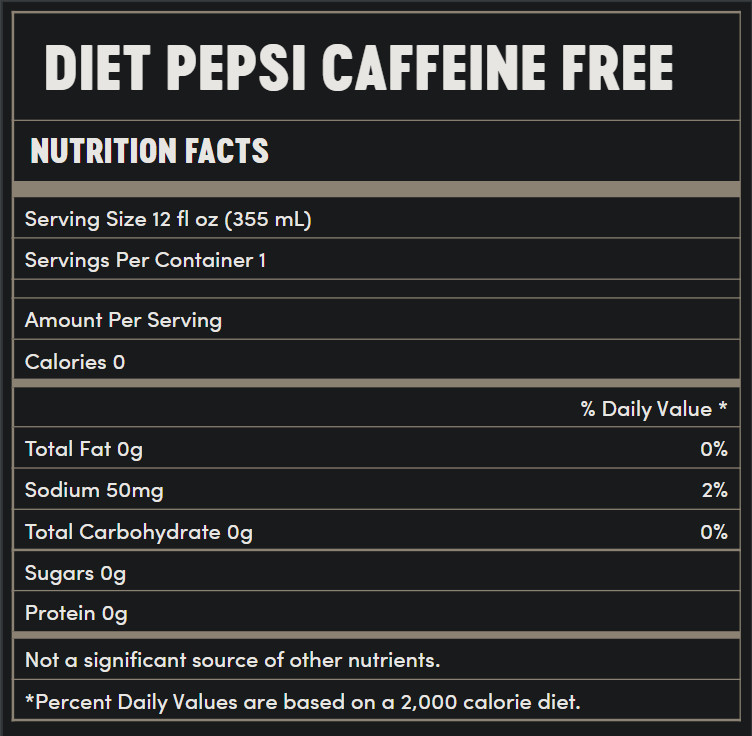 DIET PEPSI CAFFEINE FREE
NUTRITION FACTS
Serving Size 12 fl oz (355 mL)
Servings Per Container 1
Amount Per Serving
Calories 0
% Daily Value *
Total Fat 0g 0%
Sodium 50mg 2%
Total Carbohydrate 0g 0%
Sugars 0g
Protein 0g
Not a significant source of other nutrients.
*Percent Daily Values are based on a 2,000 calorie diet.